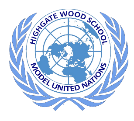 HIGHGATE WOOD SCHOOL
MODEL UNITED NATIONS